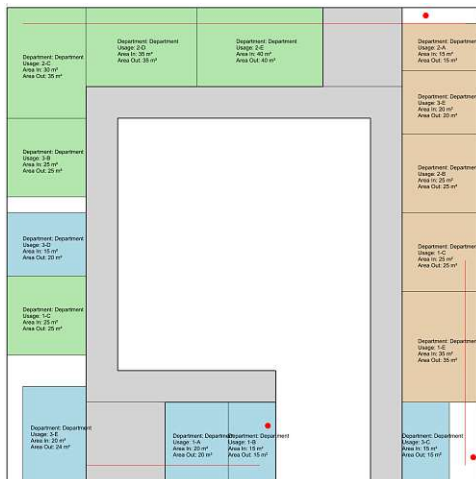 Department: Department
Usage: 2-C
Area In: 30 m²
Area Out: 35 m²
Department: Department
Usage: 2-D
Area In: 35 m²
Area Out: 35 m²
Department: Department
Usage: 2-E
Area In: 40 m²
Area Out: 40 m²
Department: Department
Usage: 2-A
Area In: 15 m²
Area Out: 15 m²
Department: Department
Usage: 3-E
Area In: 20 m²
Area Out: 20 m²
Department: Department
Usage: 3-B
Area In: 25 m²
Area Out: 25 m²
Department: Department
Usage: 2-B
Area In: 25 m²
Area Out: 25 m²
Department: Department
Usage: 3-D
Area In: 15 m²
Area Out: 20 m²
Department: Department
Usage: 1-C
Area In: 25 m²
Area Out: 25 m²
Department: Department
Usage: 1-C
Area In: 25 m²
Area Out: 25 m²
Department: Department
Usage: 1-E
Area In: 35 m²
Area Out: 35 m²
Department: Department
Usage: 3-E
Area In: 20 m²
Area Out: 24 m²
Department: Department
Usage: 1-A
Area In: 20 m²
Area Out: 20 m²
Department: Department
Usage: 1-B
Area In: 15 m²
Area Out: 15 m²
Department: Department
Usage: 3-C
Area In: 15 m²
Area Out: 15 m²